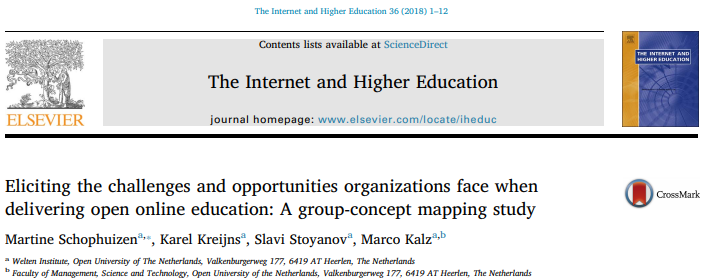 The Internet and Higher Education 36 (2018) 1–12
Contents lists available at ScienceDirect
The Internet and Higher Education
journal homepage: www.elsevier.com/locate/iheduc
ELSEVIER
THE INTERNET AND
HIGHER EDUCATION
Eliciting the challenges and opportunities organizations face when
delivering open online education: A group-concept mapping study
CrossMark
Martine Schophuizenᵃ,⁎, Karel Kreijnsᵃ, Slavi Stoyanovᵃ, Marco Kalzᵃ,ᵇ
ᵃ Welten Institute, Open University of The Netherlands, Valkenburgerweg 177, 6419 AT Heerlen, The Netherlands
ᵇ Faculty of Management, Science and Technology, Open University of the Netherlands, Valkenburgerweg 177, 6419 AT Heerlen, The Netherlands